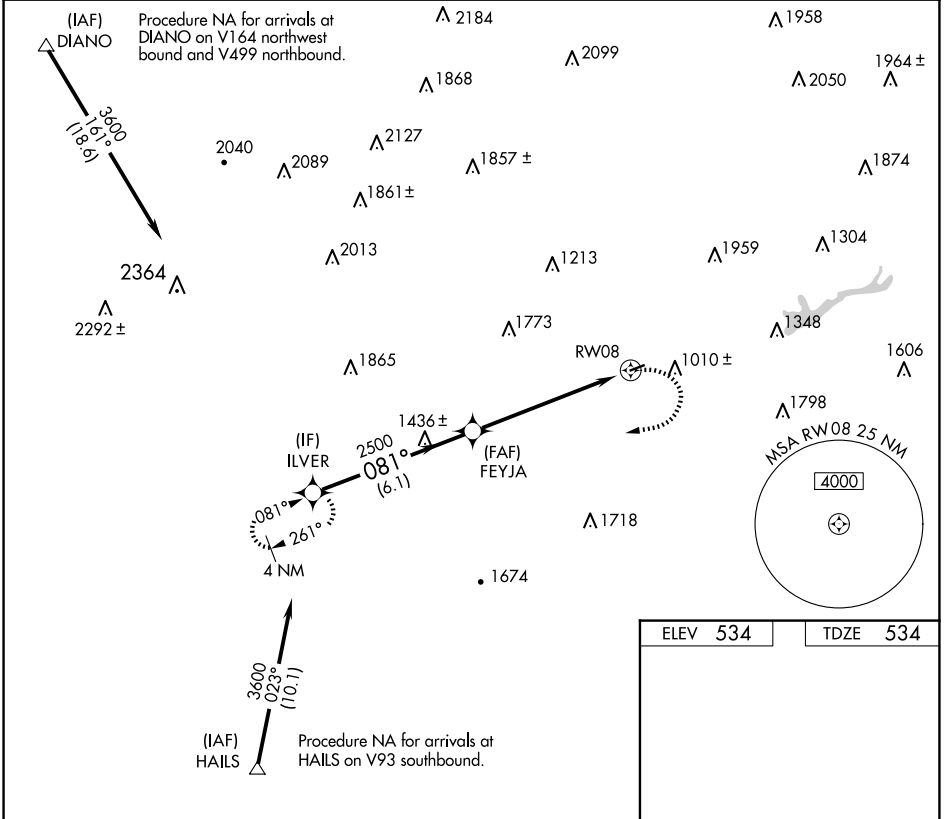 (IAF)
DIANO
Procedure NA for arrivals at
DIANO on V164 northwest
bound and V499 northbound.
2184
1958
2099
1868
2050
1964 ±
3600
161°
(18.6)
2040
2089
2127
1857 ±
1874
1861 ±
2013
1213
1959
1304
2364
2292 ±
1773
1348
1865
RW08
1010 ±
1606
1436 ±
1798
(IF)
ILVER
2500
081°
(6.1)
(FAF)
FEYJA
MSA RW 08 25 NM
4000
081°
261°
4 NM
1718
1674
ELEV 534
TDZE 534
3600
023°
(10.1)
(IAF)
HAILS
Procedure NA for arrivals at
HAILS on V93 southbound.